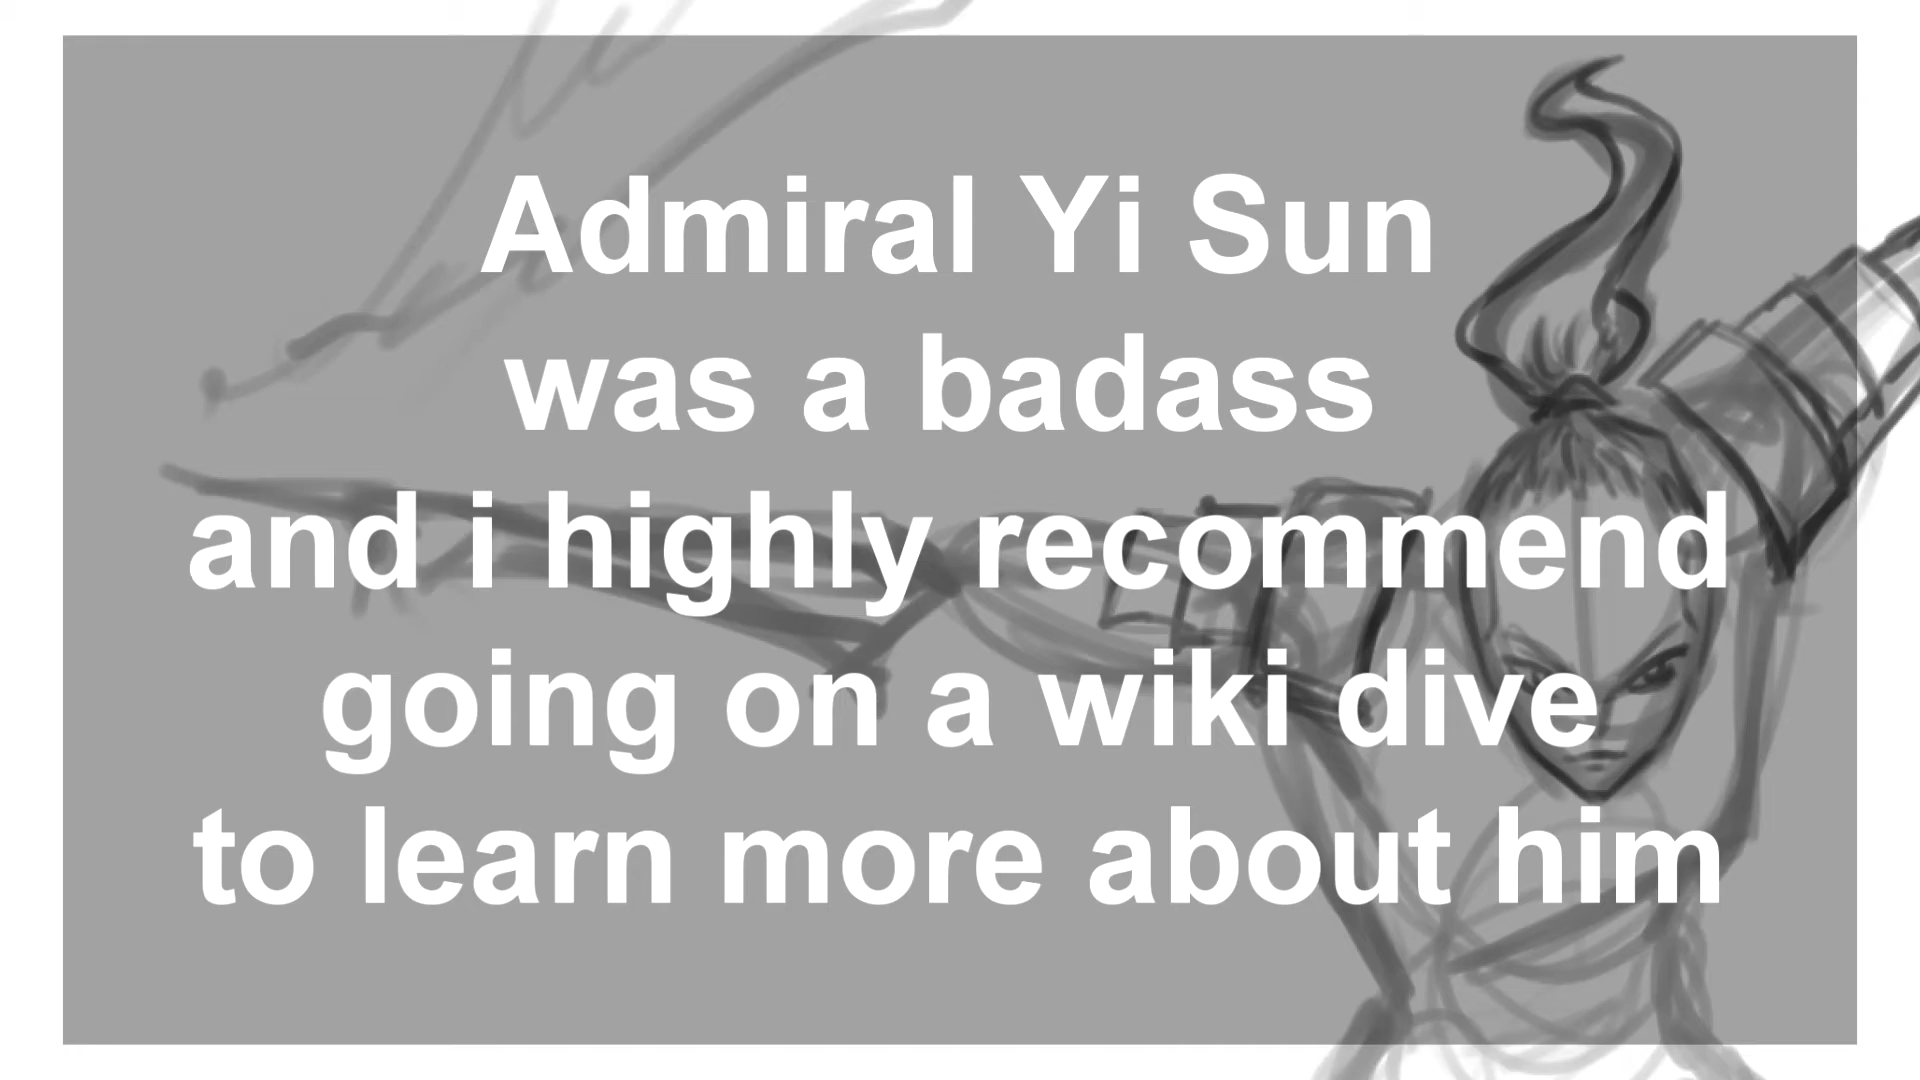 Admiral Yi Sun
was a badass
and i highly recommend
going on a wiki dive
to learn more about him